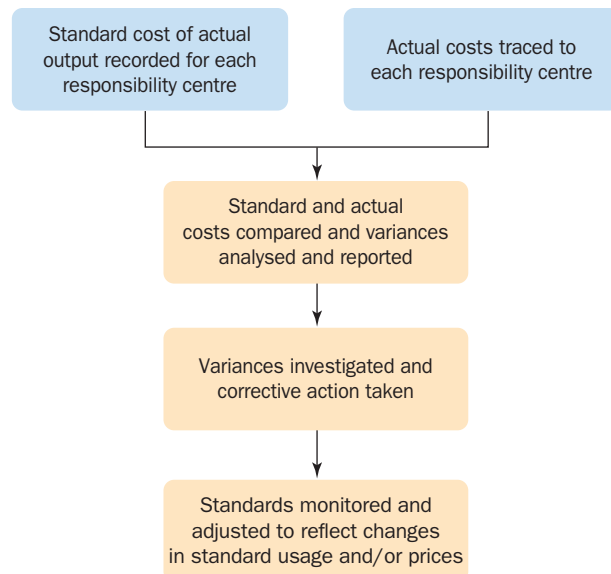 Standard cost of actual
output recorded for each
responsibility centre
Actual costs traced to
each responsibility centre
Standard and actual
costs compared and variances
analysed and reported
Variances investigated and
corrective action taken
Standards monitored and
adjusted to reflect changes
in standard usage and/or prices